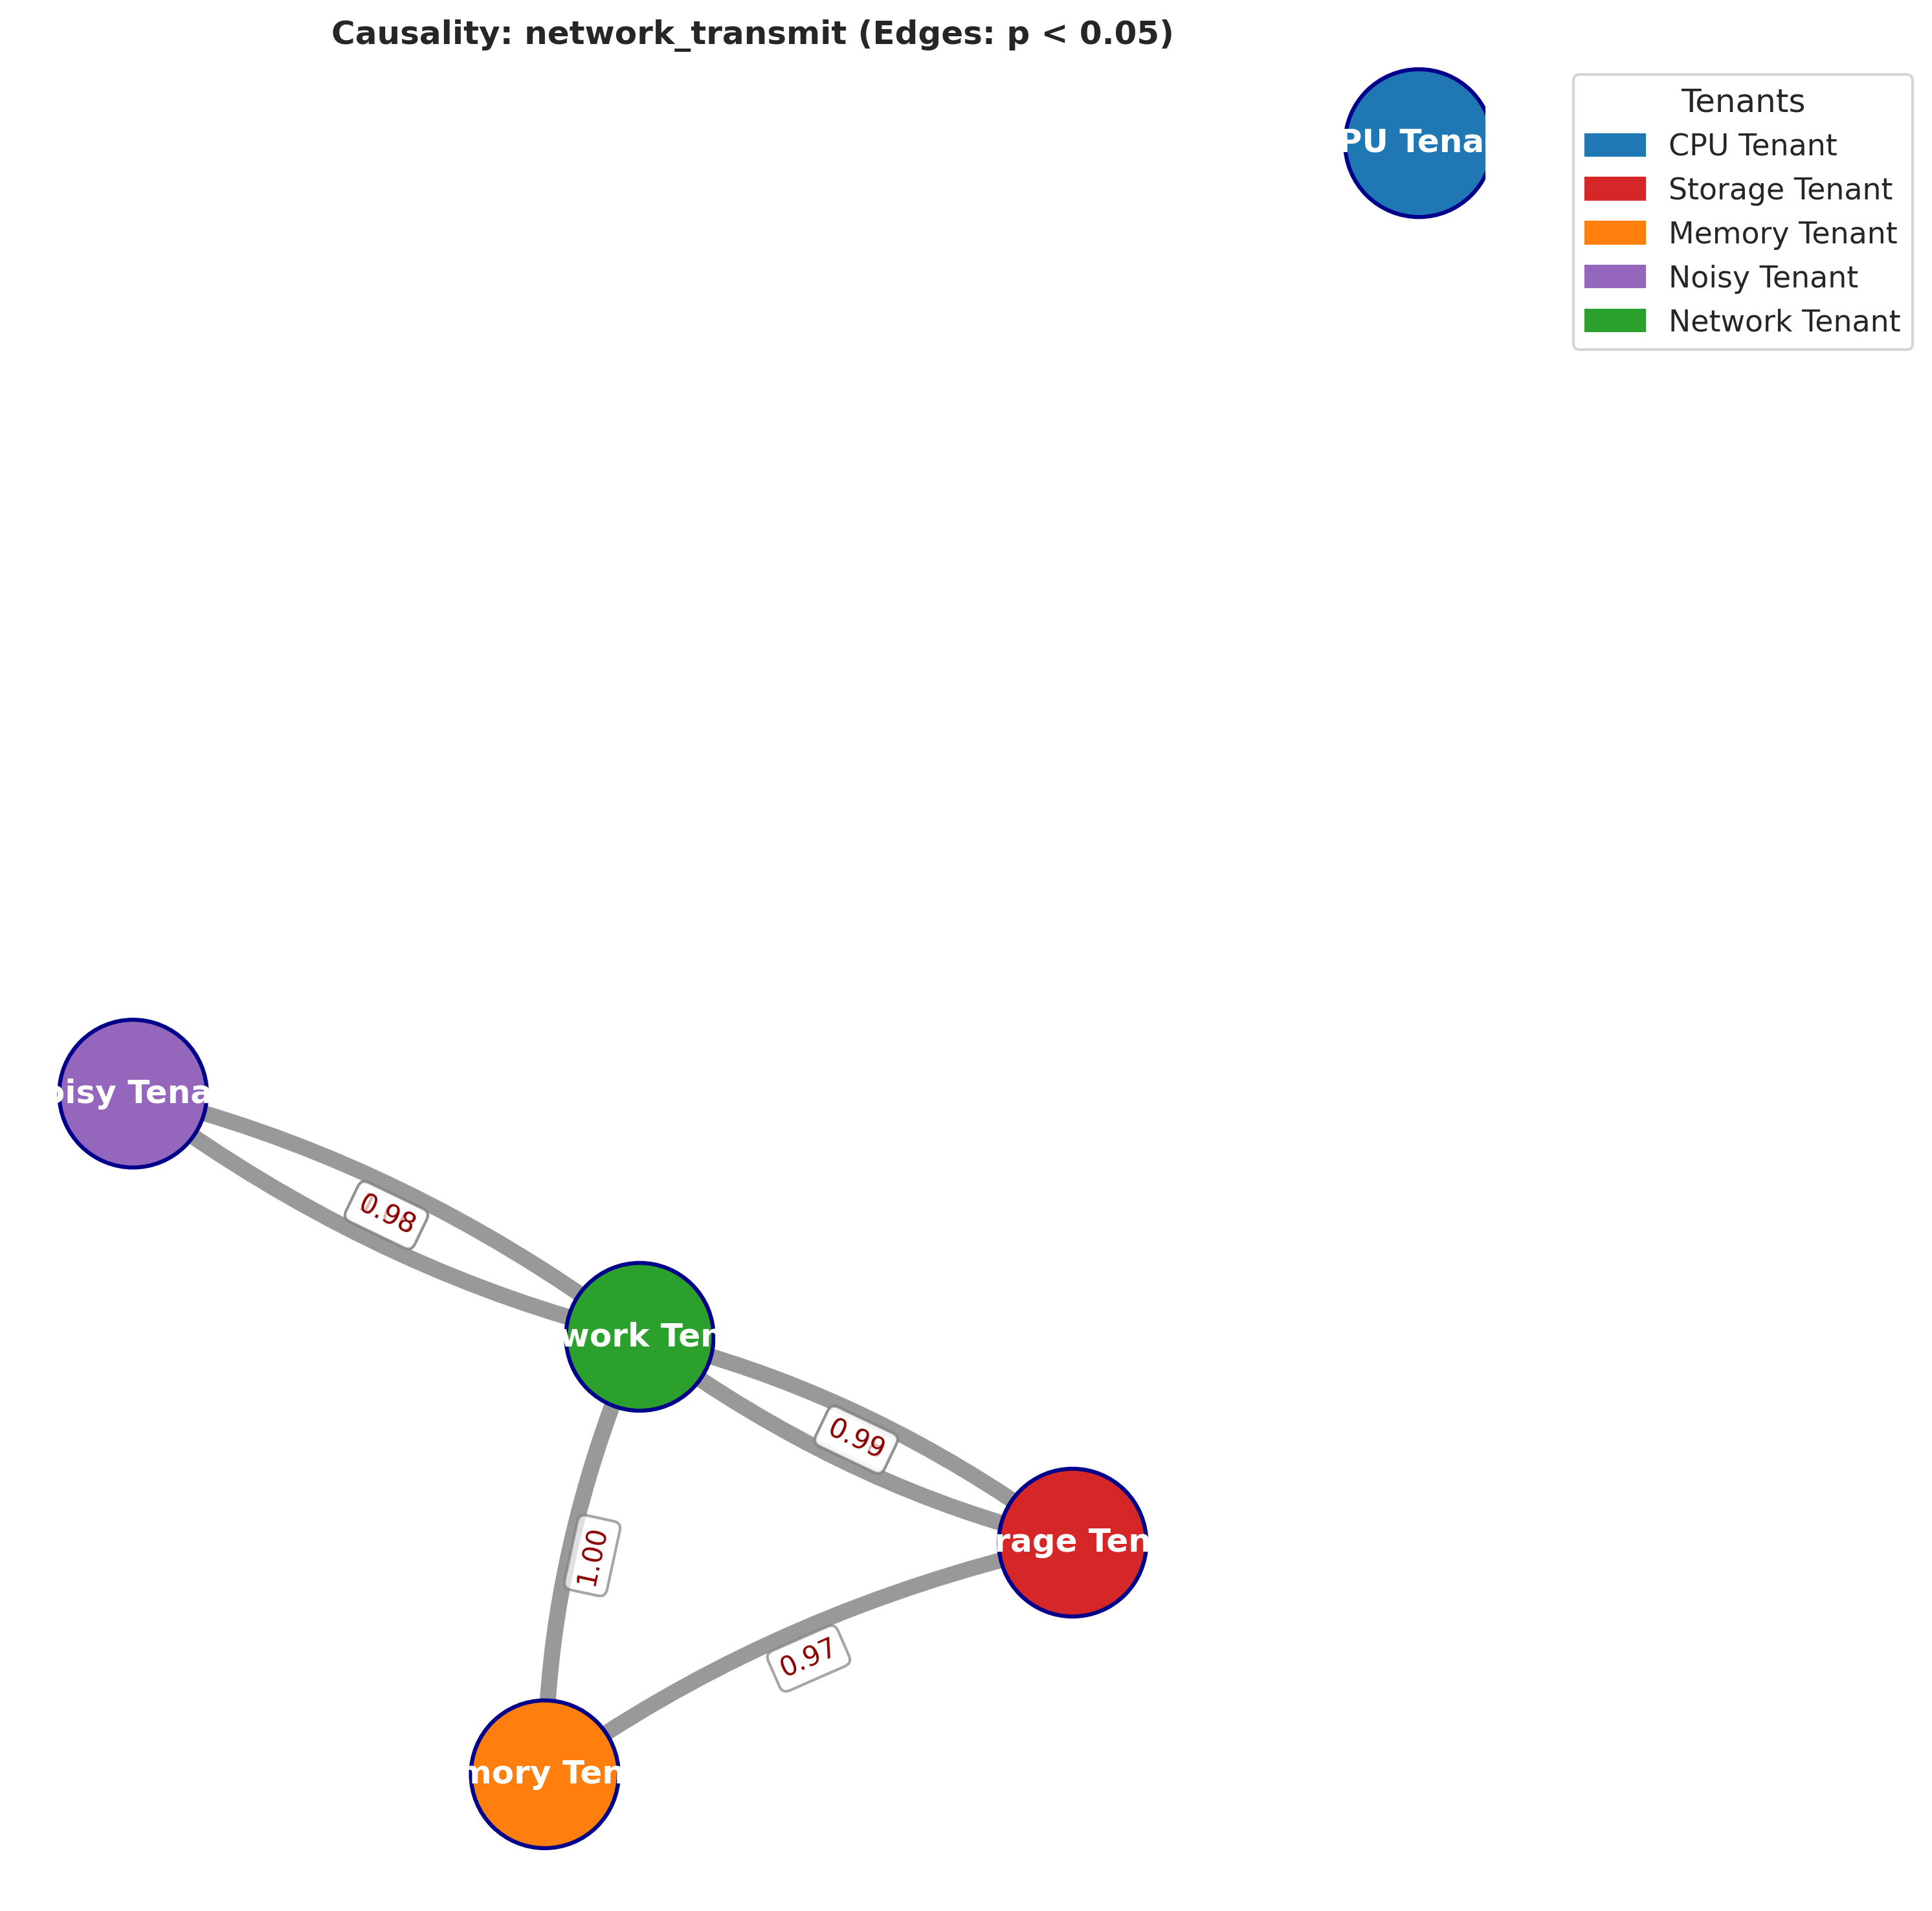 Causality: network_transmit (Edges: p < 0.05)
PU Tena
Tenants
CPU Tenant
Storage Tenant
Memory Tenant
Noisy Tenant
Network Tenant
oisy Tena
0.98
work Ten
0.99
rage Ten
1.00
0.97
mory Ten